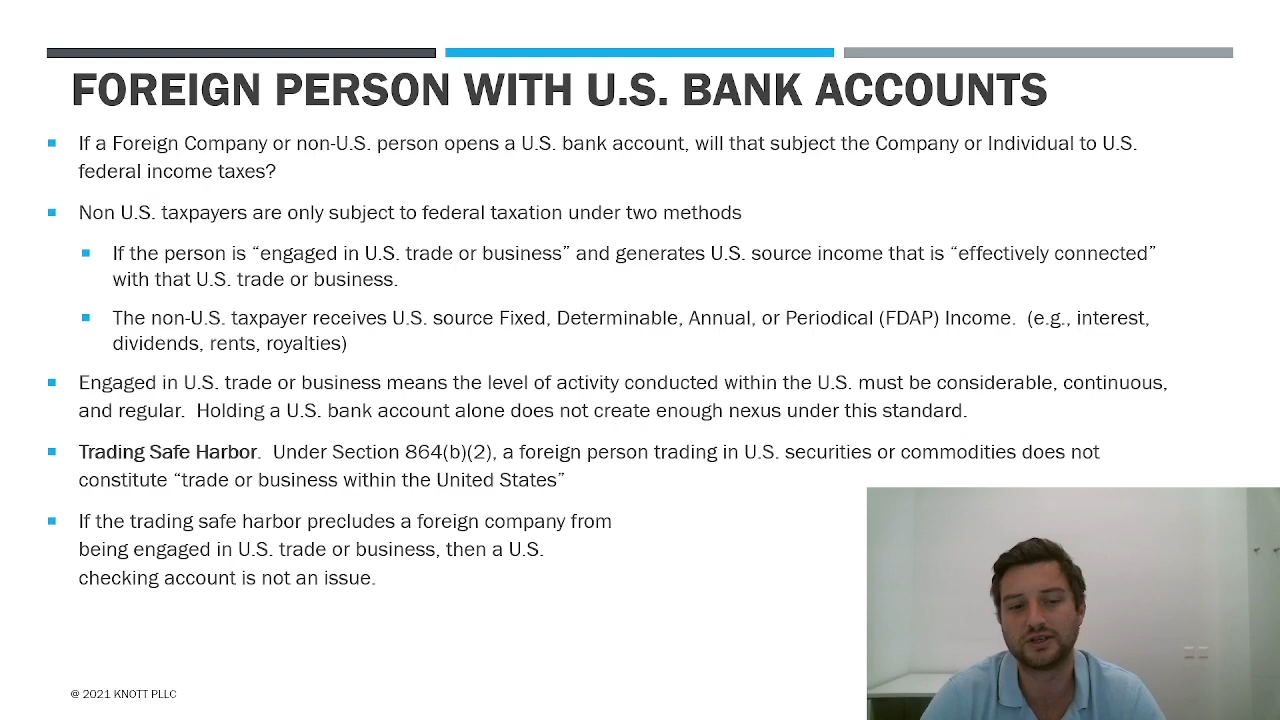 FOREIGN PERSON WITH U.S. BANK ACCOUNTS
If a Foreign Company or non-U.S. person opens a U.S. bank account, will that subject the Company or Individual to U.S.
federal income taxes?
Non U.S. taxpayers are only subject to federal taxation under two methods
If the person is “engaged in U.S. trade or business” and generates U.S. source income that is “effectively connected”
with that U.S. trade or business.
The non-U.S. taxpayer receives U.S. source Fixed, Determinable, Annual, or Periodical (FDAP) Income.  (e.g., interest,
dividends, rents, royalties)
Engaged in U.S. trade or business means the level of activity conducted within the U.S. must be considerable, continuous,
and regular.  Holding a U.S. bank account alone does not create enough nexus under this standard.
Trading Safe Harbor.  Under Section 864(b)(2), a foreign person trading in U.S. securities or commodities does not
constitute “trade or business within the United States”
If the trading safe harbor precludes a foreign company from
being engaged in U.S. trade or business, then a U.S.
checking account is not an issue.
@ 2021 KNOTT PLLC